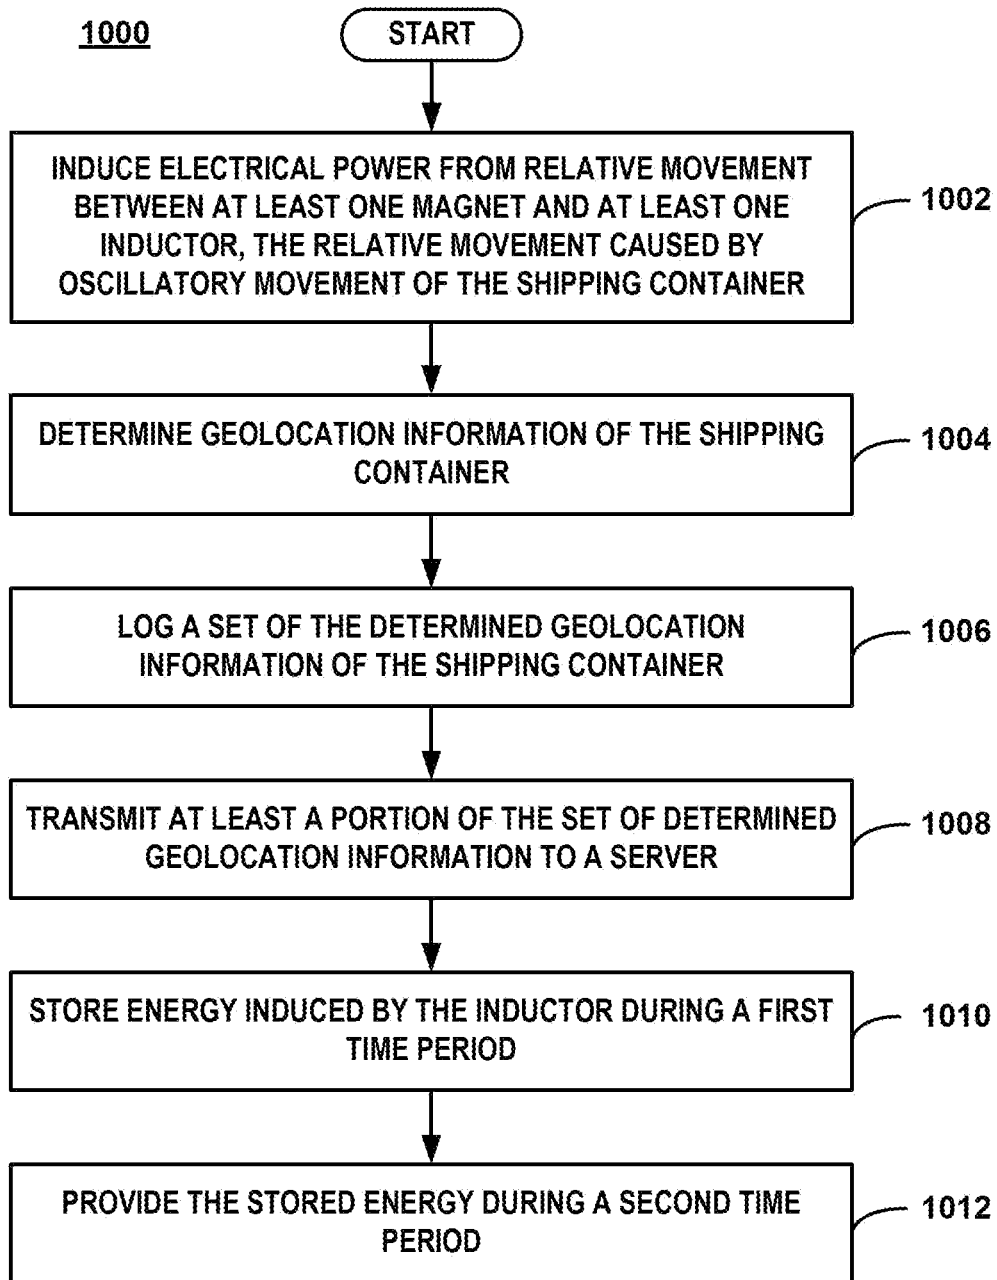 1000
START
INDUCE ELECTRICAL POWER FROM RELATIVE MOVEMENT
BETWEEN AT LEAST ONE MAGNET AND AT LEAST ONE
INDUCTOR, THE RELATIVE MOVEMENT CAUSED BY
OSCILLATORY MOVEMENT OF THE SHIPPING CONTAINER
1002
DETERMINE GEOLOCATION INFORMATION OF THE SHIPPING
CONTAINER
1004
LOG A SET OF THE DETERMINED GEOLOCATION
INFORMATION OF THE SHIPPING CONTAINER
1006
TRANSMIT AT LEAST A PORTION OF THE SET OF DETERMINED
GEOLOCATION INFORMATION TO A SERVER
1008
STORE ENERGY INDUCED BY THE INDUCTOR DURING A FIRST
TIME PERIOD
1010
PROVIDE THE STORED ENERGY DURING A SECOND TIME
PERIOD
1012